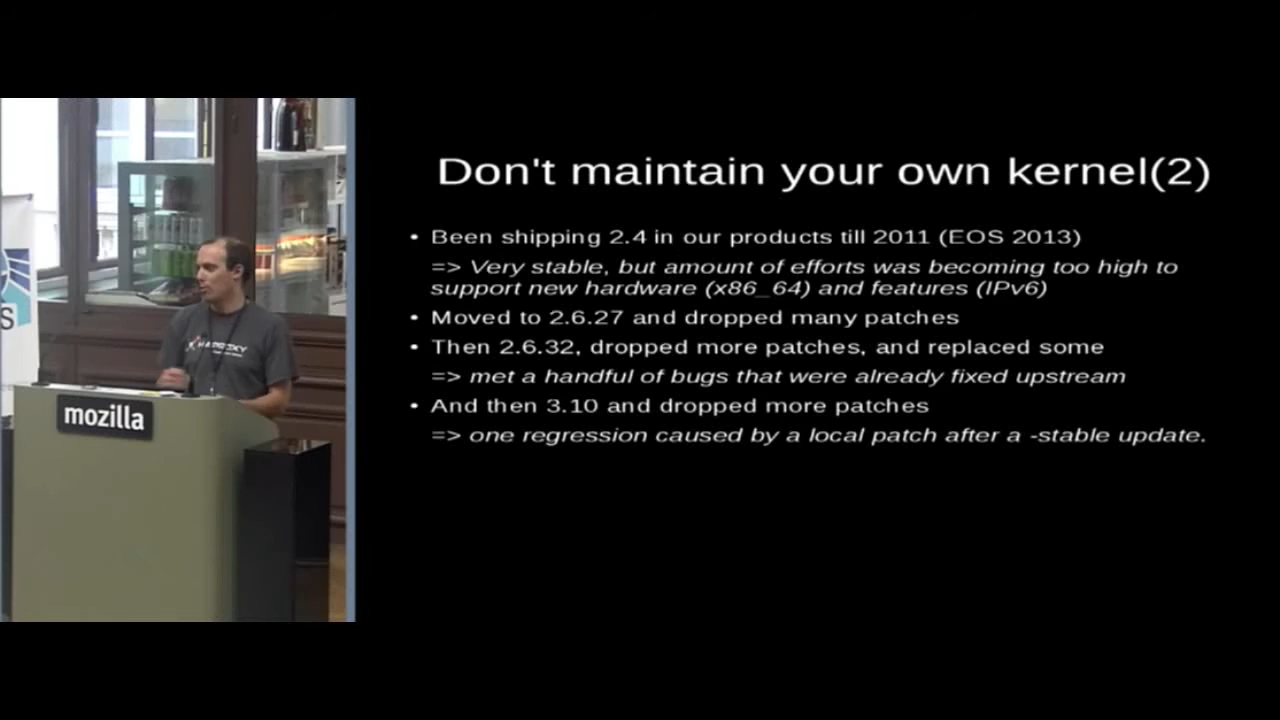 Don't maintain your own kernel(2)
• Been shipping 2.4 in our products till 2011 (EOS 2013)
=> Very stable, but amount of efforts was becoming too high to
support new hardware (x86_64) and features (IPv6)
• Moved to 2.6.27 and dropped many patches
• Then 2.6.32, dropped more patches, and replaced some
=> met a handful of bugs that were already fixed upstream
• And then 3.10 and dropped more patches
=> one regression caused by a local patch after a -stable update.
HAPROXY
mozilla
S